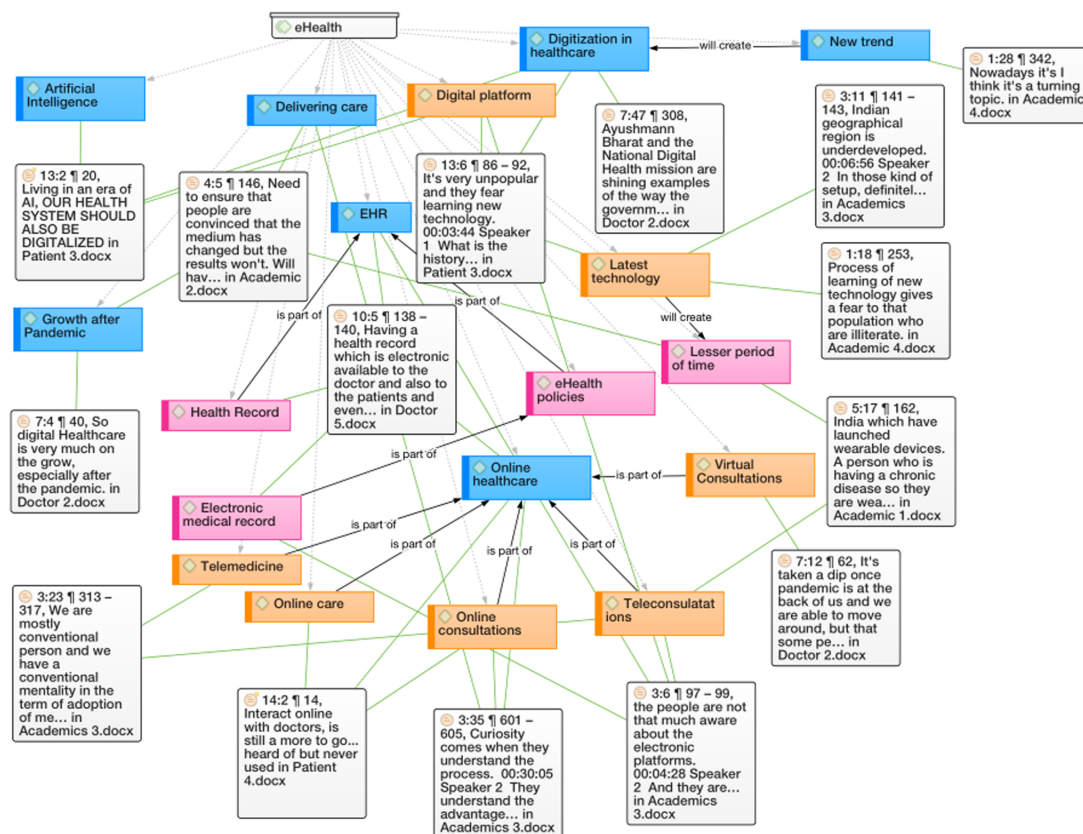 eHealth
Digitization in
healthcare
will create
New trend
1:28 ¶ 342,
Nowadays it's I
think it's a turning
topic. in Academic
4.docx
Artificial
Intelligence
Delivering care
Digital platform
3:11 ¶ 141 –
143, Indian
geographical
region is
underdeveloped.
00:06:56 Speaker
2 In those kind of
setup, definitel...
in Academics
3.docx
7:47 ¶ 308,
Ayushmann
Bharat and the
National Digital
Health mission are
shining examples
of the way the
governm... in
Doctor 2.docx
13:2 ¶ 20,
Living in an era of
AI, OUR HEALTH
SYSTEM SHOULD
ALSO BE
DIGITALIZED in
Patient 3.docx
4:5 ¶ 146, Need
to ensure that
people are
convinced that the
medium has
changed but the
results won't. Will
hav... in Academic
2.docx
EHR
13:6 ¶ 86 – 92,
It's very unpopular
and they fear
learning new
technology.
00:03:44 Speaker
1 What is the
history... in
Patient 3.docx
Latest
technology
1:18 ¶ 253,
Process of
learning of new
technology gives
a fear to that
population who
are illiterate. in
Academic 4.docx
Growth after
Pandemic
is part of
is part of
will create
10:5 ¶ 138 –
140, Having a
health record
which is electronic
available to the
doctor and also to
the patients and
even... in Doctor
5.docx
Lesser period
of time
Health Record
eHealth
policies
7:4 ¶ 40, So
digital Healthcare
is very much on
the grow,
especially after
the pandemic. in
Doctor 2.docx
5:17 ¶ 162,
India which have
launched
wearable devices.
A person who is
having a chronic
disease so they
are wea... in
Academic 1.docx
is part of
Online
healthcare
is part of
Virtual
Consultations
Electronic
medical record
is part of
is part of
is part of
is part of
Telemedicine
Online care
Online
consultations
Teleconsulatat
ions
7:12 ¶ 62, It's
taken a dip once
pandemic is at the
back of us and we
are able to move
around, but that
some pe... in
Doctor 2.docx
3:23 ¶ 313 –
317, We are
mostly
conventional
person and we
have a
conventional
mentality in the
term of adoption
of me... in
Academics 3.docx
14:2 ¶ 14,
Interact online
with doctors, is
still a more to go...
heard of but never
used in Patient
4.docx
3:35 ¶ 601 –
605, Curiosity
comes when they
understand the
process. 00:30:05
Speaker 2 They
understand the
advantage... in
Academics 3.docx
3:6 ¶ 97 – 99,
the people are not
that much aware
about the
electronic
platforms.
00:04:28 Speaker
2 And they are...
in Academics
3.docx